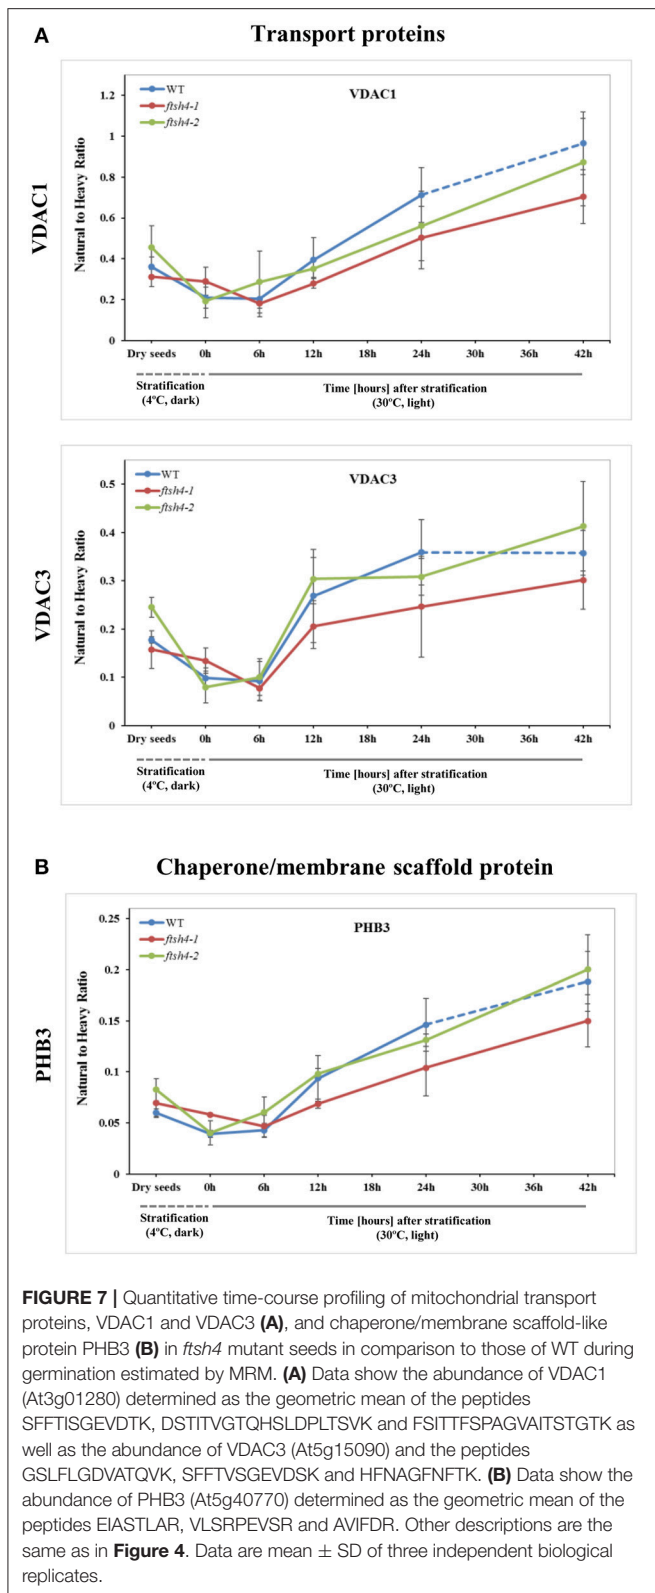 A
Transport proteins
VDAC1
VDAC1
WT
ftsh4-1
ftsh4-2
Natural to Heavy Ratio
1.2
1
0.8
0.6
0.4
0.2
0
Dry seeds 0h 6h 12h 18h 24h 30h 36h 42h
Stratification
(4ºC, dark)
Time [hours] after stratification
(30ºC, light)
VDAC3
VDAC3
WT
ftsh4-1
ftsh4-2
Natural to Heavy Ratio
0.5
0.4
0.3
0.2
0.1
0
Dry seeds 0h 6h 12h 18h 24h 30h 36h 42h
Stratification
(4ºC, dark)
Time [hours] after stratification
(30ºC, light)
B
Chaperone/membrane scaffold protein
PHB3
PHB3
WT
ftsh4-1
ftsh4-2
Natural to Heavy Ratio
0.25
0.2
0.15
0.1
0.05
0
Dry seeds 0h 6h 12h 18h 24h 30h 36h 42h
Stratification
(4ºC, dark)
Time [hours] after stratification
(30ºC, light)
FIGURE 7 | Quantitative time-course profiling of mitochondrial transport
proteins, VDAC1 and VDAC3 (A), and chaperone/membrane scaffold-like
protein PHB3 (B) in ftsh4 mutant seeds in comparison to those of WT during
germination estimated by MRM. (A) Data show the abundance of VDAC1
(At3g01280) determined as the geometric mean of the peptides
SFFTISGEVDTK, DSTITVGTQHSLDPLTSVK and FSITTFSPAGVAITSTGTK as
well as the abundance of VDAC3 (At5g15090) and the peptides
GSLFLGDVATQVK, SFFTVSGEVDSK and HFNAGFNFTK. (B) Data show the
abundance of PHB3 (At5g40770) determined as the geometric mean of the
peptides EIASTLAR, VLSRPEVSR and AVIFDR. Other descriptions are the
same as in Figure 4. Data are mean ± SD of three independent biological
replicates.